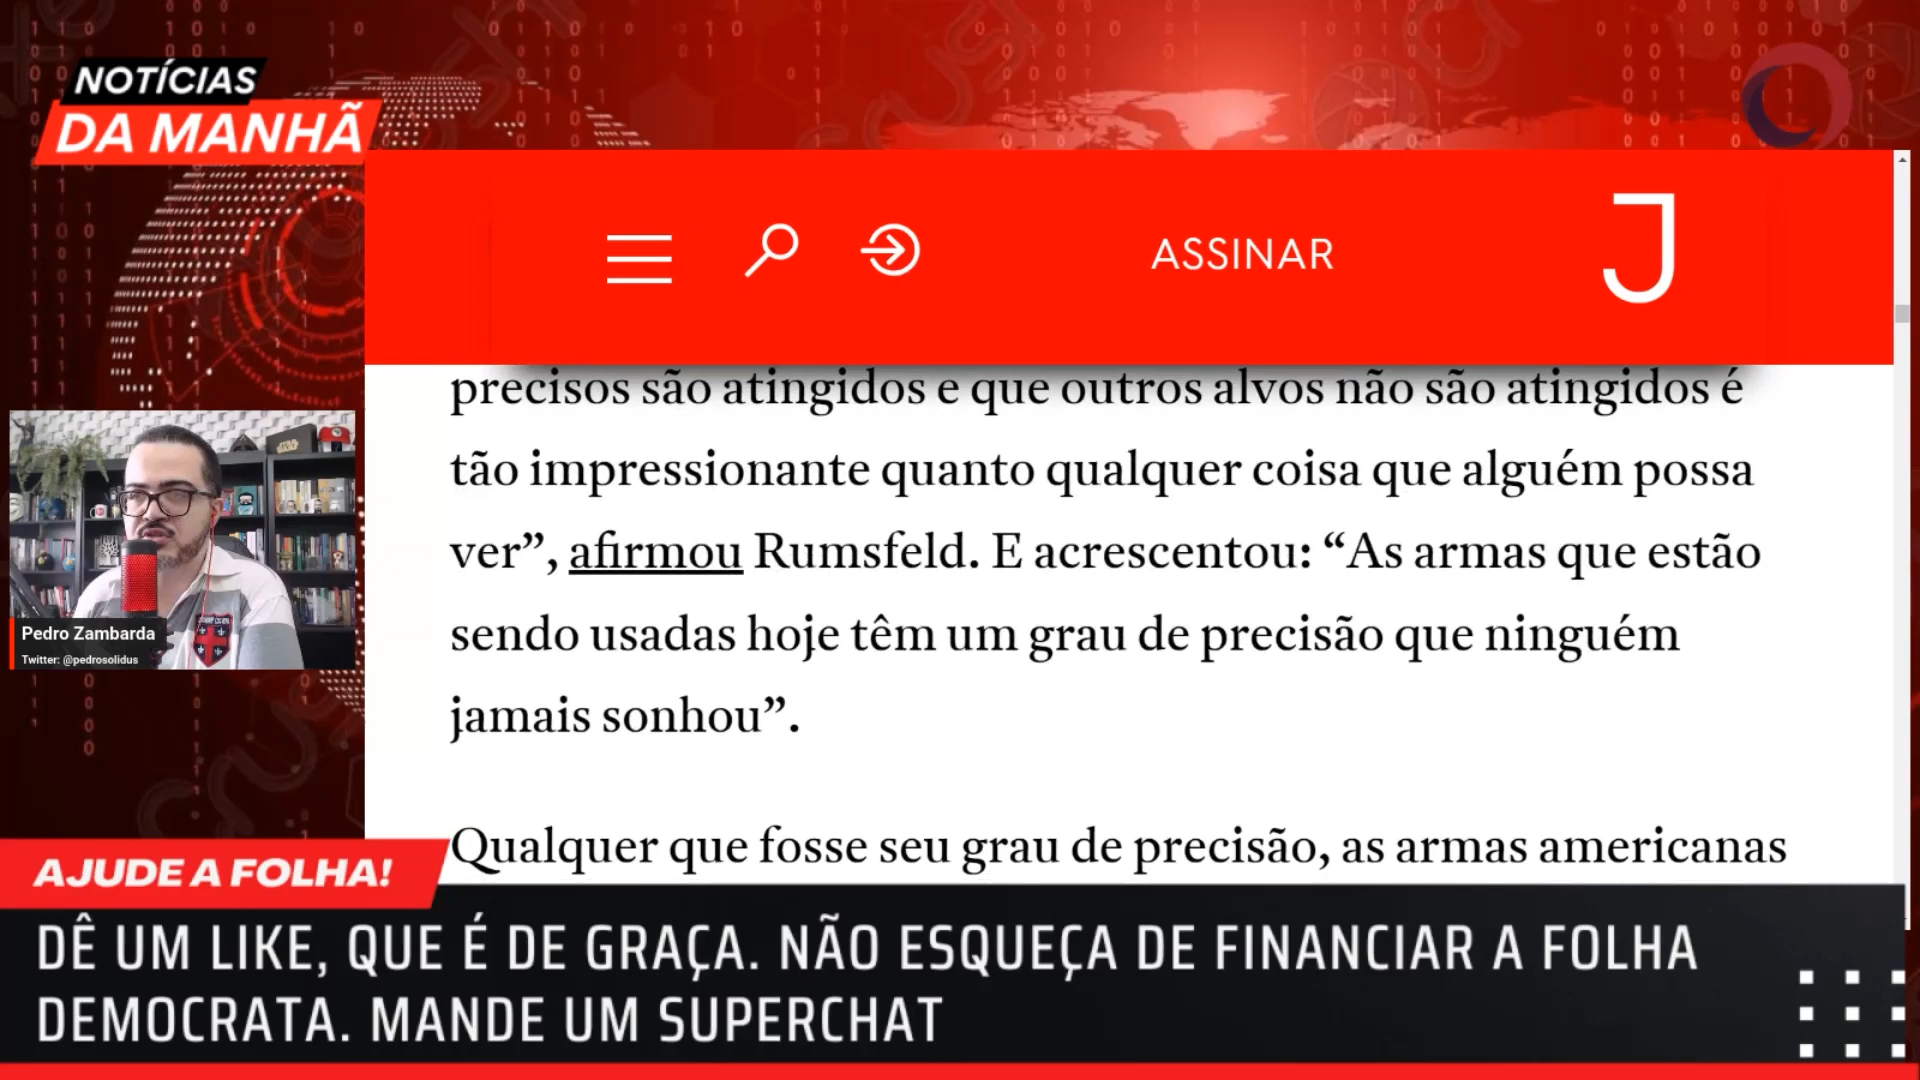 NOTÍCIAS
DA MANHÃ
ASSINAR
J
precisos são atingidos e que outros alvos não são atingidos é
tão impressionante quanto qualquer coisa que alguém possa
ver”, afirmou Rumsfeld. E acrescentou: “As armas que estão
sendo usadas hoje têm um grau de precisão que ninguém
jamais sonhou”.
Qualquer que fosse seu grau de precisão, as armas americanas
Pedro Zambarda
Twitter: @pedrosolidus
AJUDE A FOLHA!
DÊ UM LIKE, QUE É DE GRAÇA. NÃO ESQUEÇA DE FINANCIAR A FOLHA
DEMOCRATA. MANDE UM SUPERCHAT